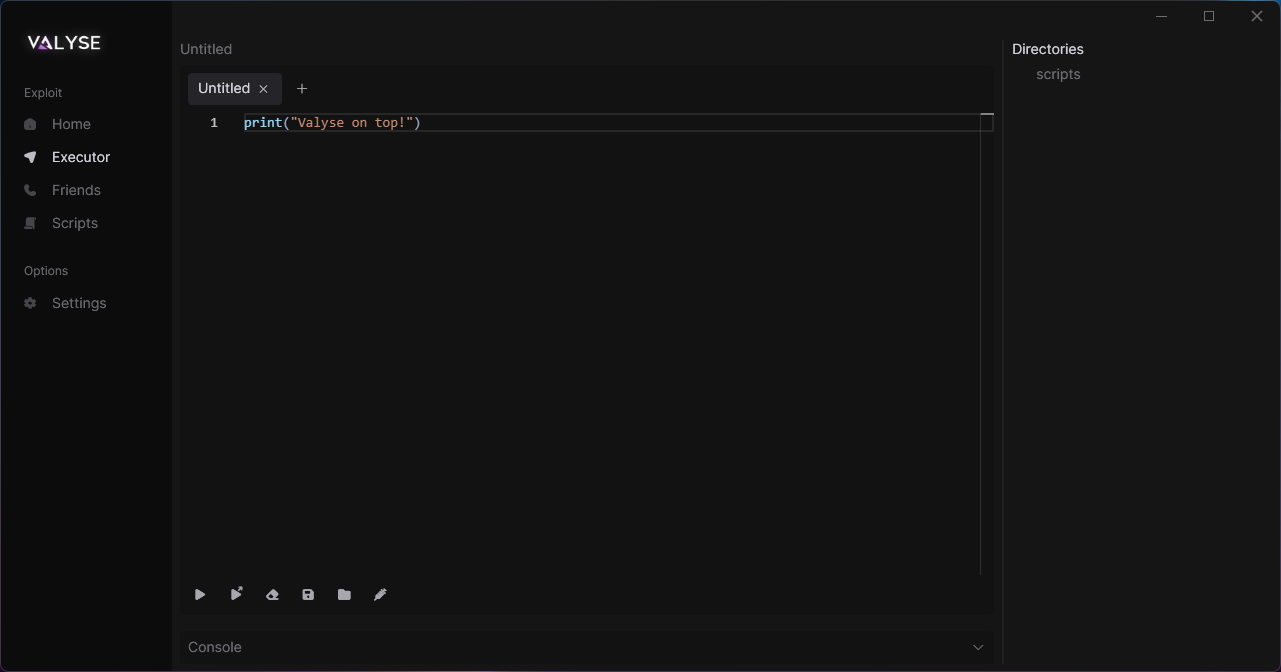 VALYSE
Exploit
Home
Executor
Friends
Scripts
Options
Settings
Untitled
Untitled
1 print("Valyse on top!")
Console
Directories
scripts